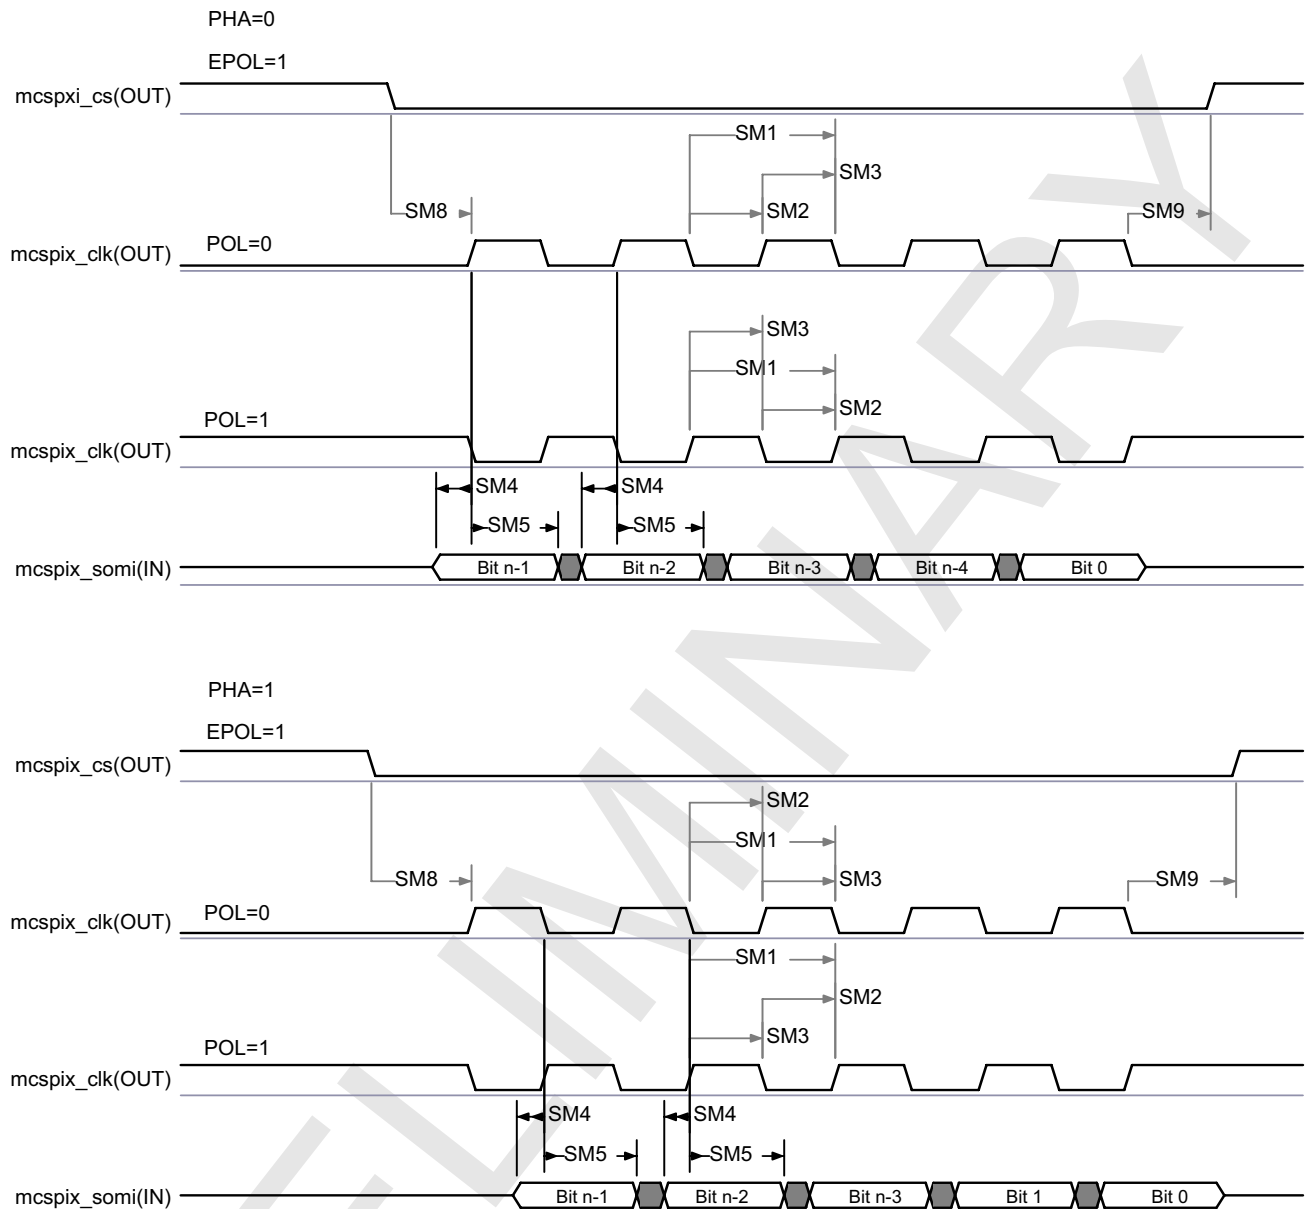 PHA=0
EPOL=1
mcspxi_cs(OUT)
SM1
SM3
SM8
SM2
SM9
POL=0
mcspix_clk(OUT)
SM3
SM1
SM2
POL=1
mcspix_clk(OUT)
SM4
SM4
SM5
SM5
mcspix_somi(IN)
Bit n-1
Bit n-2
Bit n-3
Bit n-4
Bit 0
PHA=1
EPOL=1
mcspix_cs(OUT)
SM2
SM1
SM8
SM3
SM9
POL=0
mcspix_clk(OUT)
SM1
SM2
SM3
POL=1
mcspix_clk(OUT)
SM4
SM4
SM5
SM5
mcspix_somi(IN)
Bit n-1
Bit n-2
Bit n-3
Bit 1
Bit 0
ELIMINARY